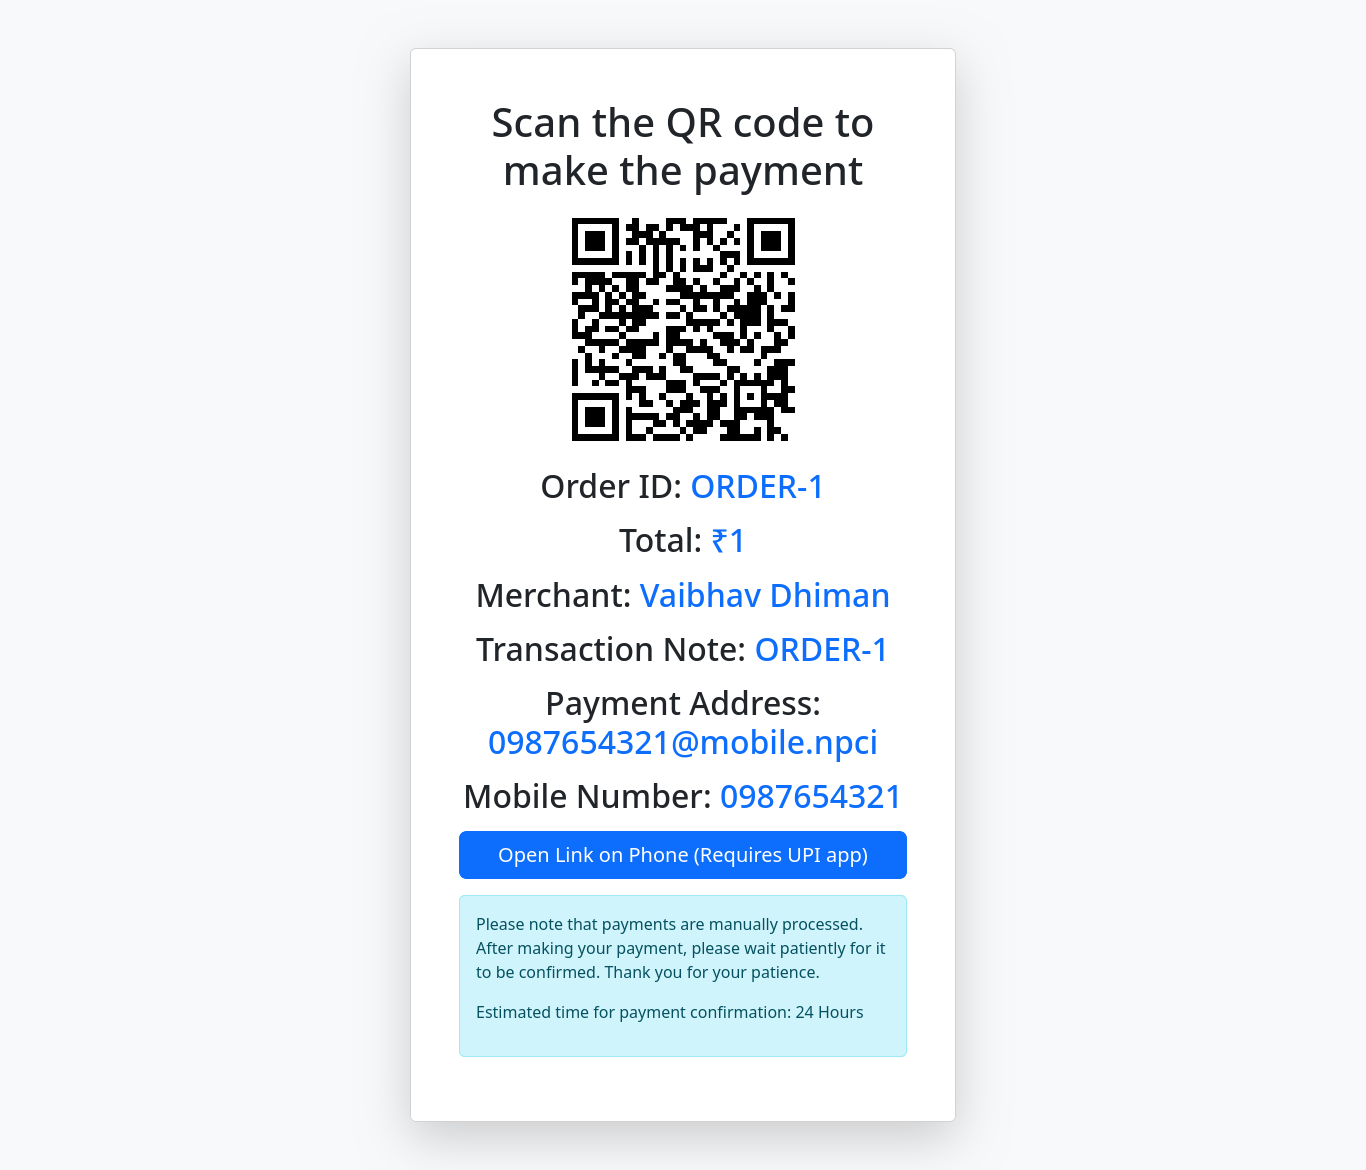 Scan the QR code to
make the payment
Order ID: ORDER-1
Total: ₹1
Merchant: Vaibhav Dhiman
Transaction Note: ORDER-1
Payment Address:
0987654321@mobile.npci
Mobile Number: 0987654321
Open Link on Phone (Requires UPI app)
Please note that payments are manually processed.
After making your payment, please wait patiently for it
to be confirmed. Thank you for your patience.
Estimated time for payment confirmation: 24 Hours